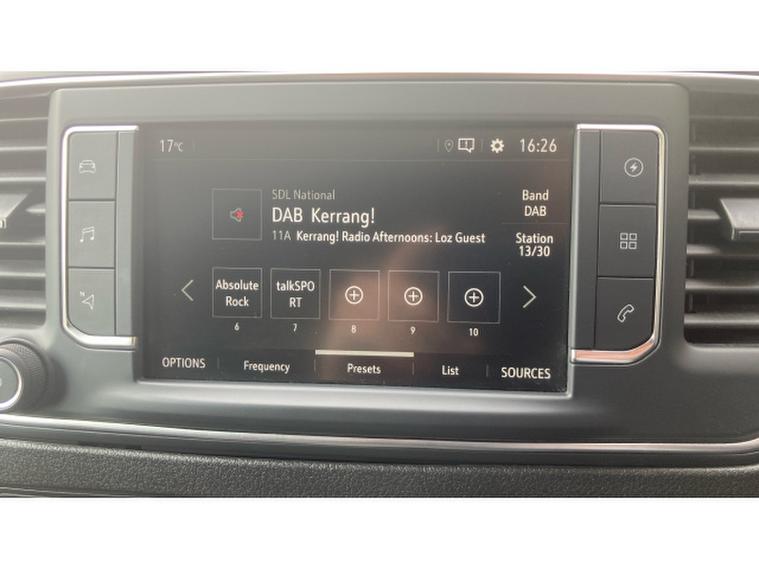 17°C
16:26
SDL National
DAB Kerrang!
11A Kerrang! Radio Afternoons: Loz Guest
Band
DAB
Station
13/30
Absolute
Rock
talkSPO
RT
6
7
8
9
10
OPTIONS
Frequency
Presets
List
SOURCES
N